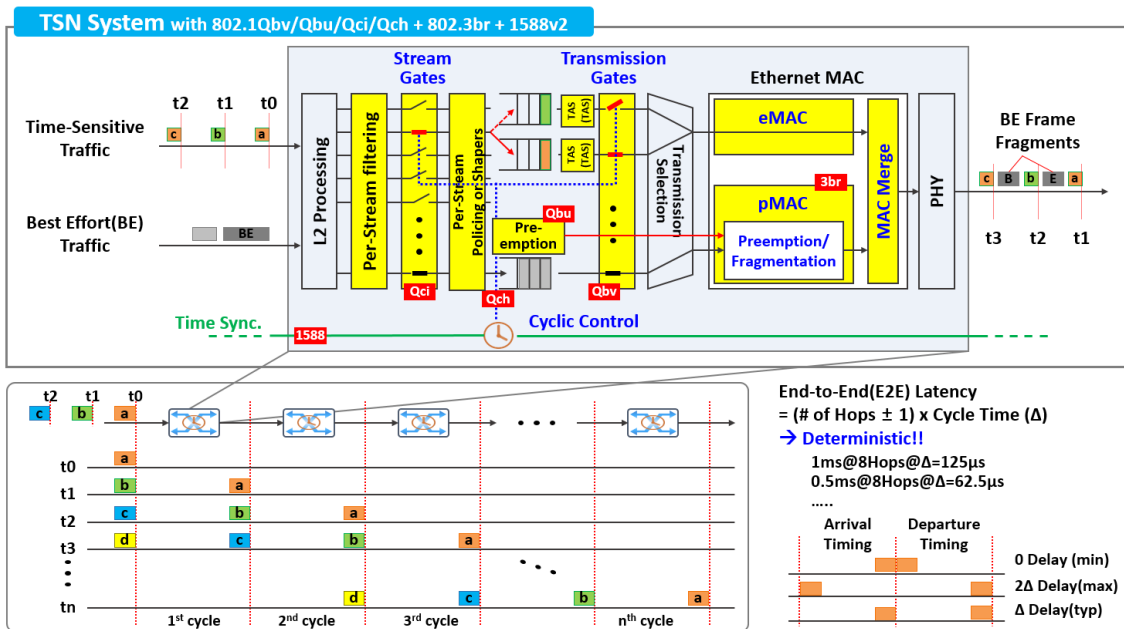 TSN System with 802.1Qbv/Qbu/Qci/Qch + 802.3br + 1588v2
Stream
Gates
Transmission
Gates
Ethernet MAC
t2 t1 t0
c b a
Time-Sensitive
Traffic
Best Effort(BE)
Traffic
BE
L2 Processing
Per-Stream filtering
Per-Stream
Policing or Shapers
TAS
(TAS)
TAS
(TAS)
Transmission
Selection
eMAC
3br
pMAC
Preemption/
Fragmentation
MAC Merge
PHY
BE Frame
Fragments
c B b E a
t3 t2 t1
Qbu
Pre-
emption
Qci
Qch
Qbv
Time Sync.
1588
Cyclic Control
t2 t1 t0
c b a
t0 a
t1 b a
t2 c b a
t3 d c b a
tn d c b a
1st cycle 2nd cycle 3rd cycle nth cycle
End-to-End(E2E) Latency
= (# of Hops ± 1) x Cycle Time (Δ)
→ Deterministic!!
1ms@8Hops@Δ=125µs
0.5ms@8Hops@Δ=62.5µs
.....
Arrival
Timing
Departure
Timing
0 Delay (min)
2Δ Delay(max)
Δ Delay(typ)